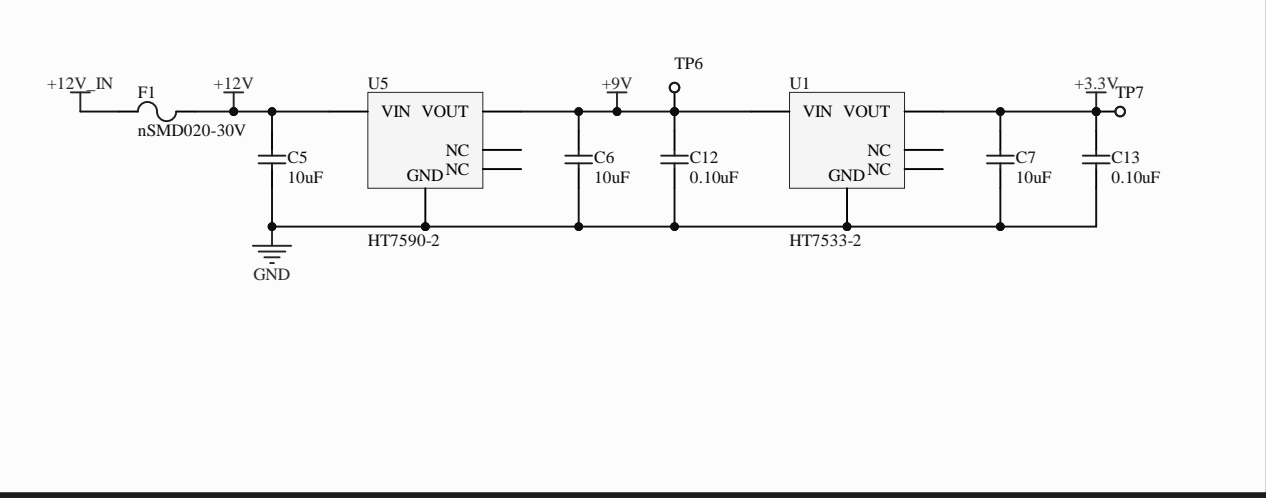 TP6
+12V_IN
F1
+12V
U5
+9V
U1
+3.3V
TP7
VIN VOUT
VIN VOUT
nSMD020-30V
NC
NC
C5
10uF
GND
NC
C6
10uF
C12
0.10uF
GND
NC
C7
10uF
C13
0.10uF
HT7590-2
HT7533-2
GND